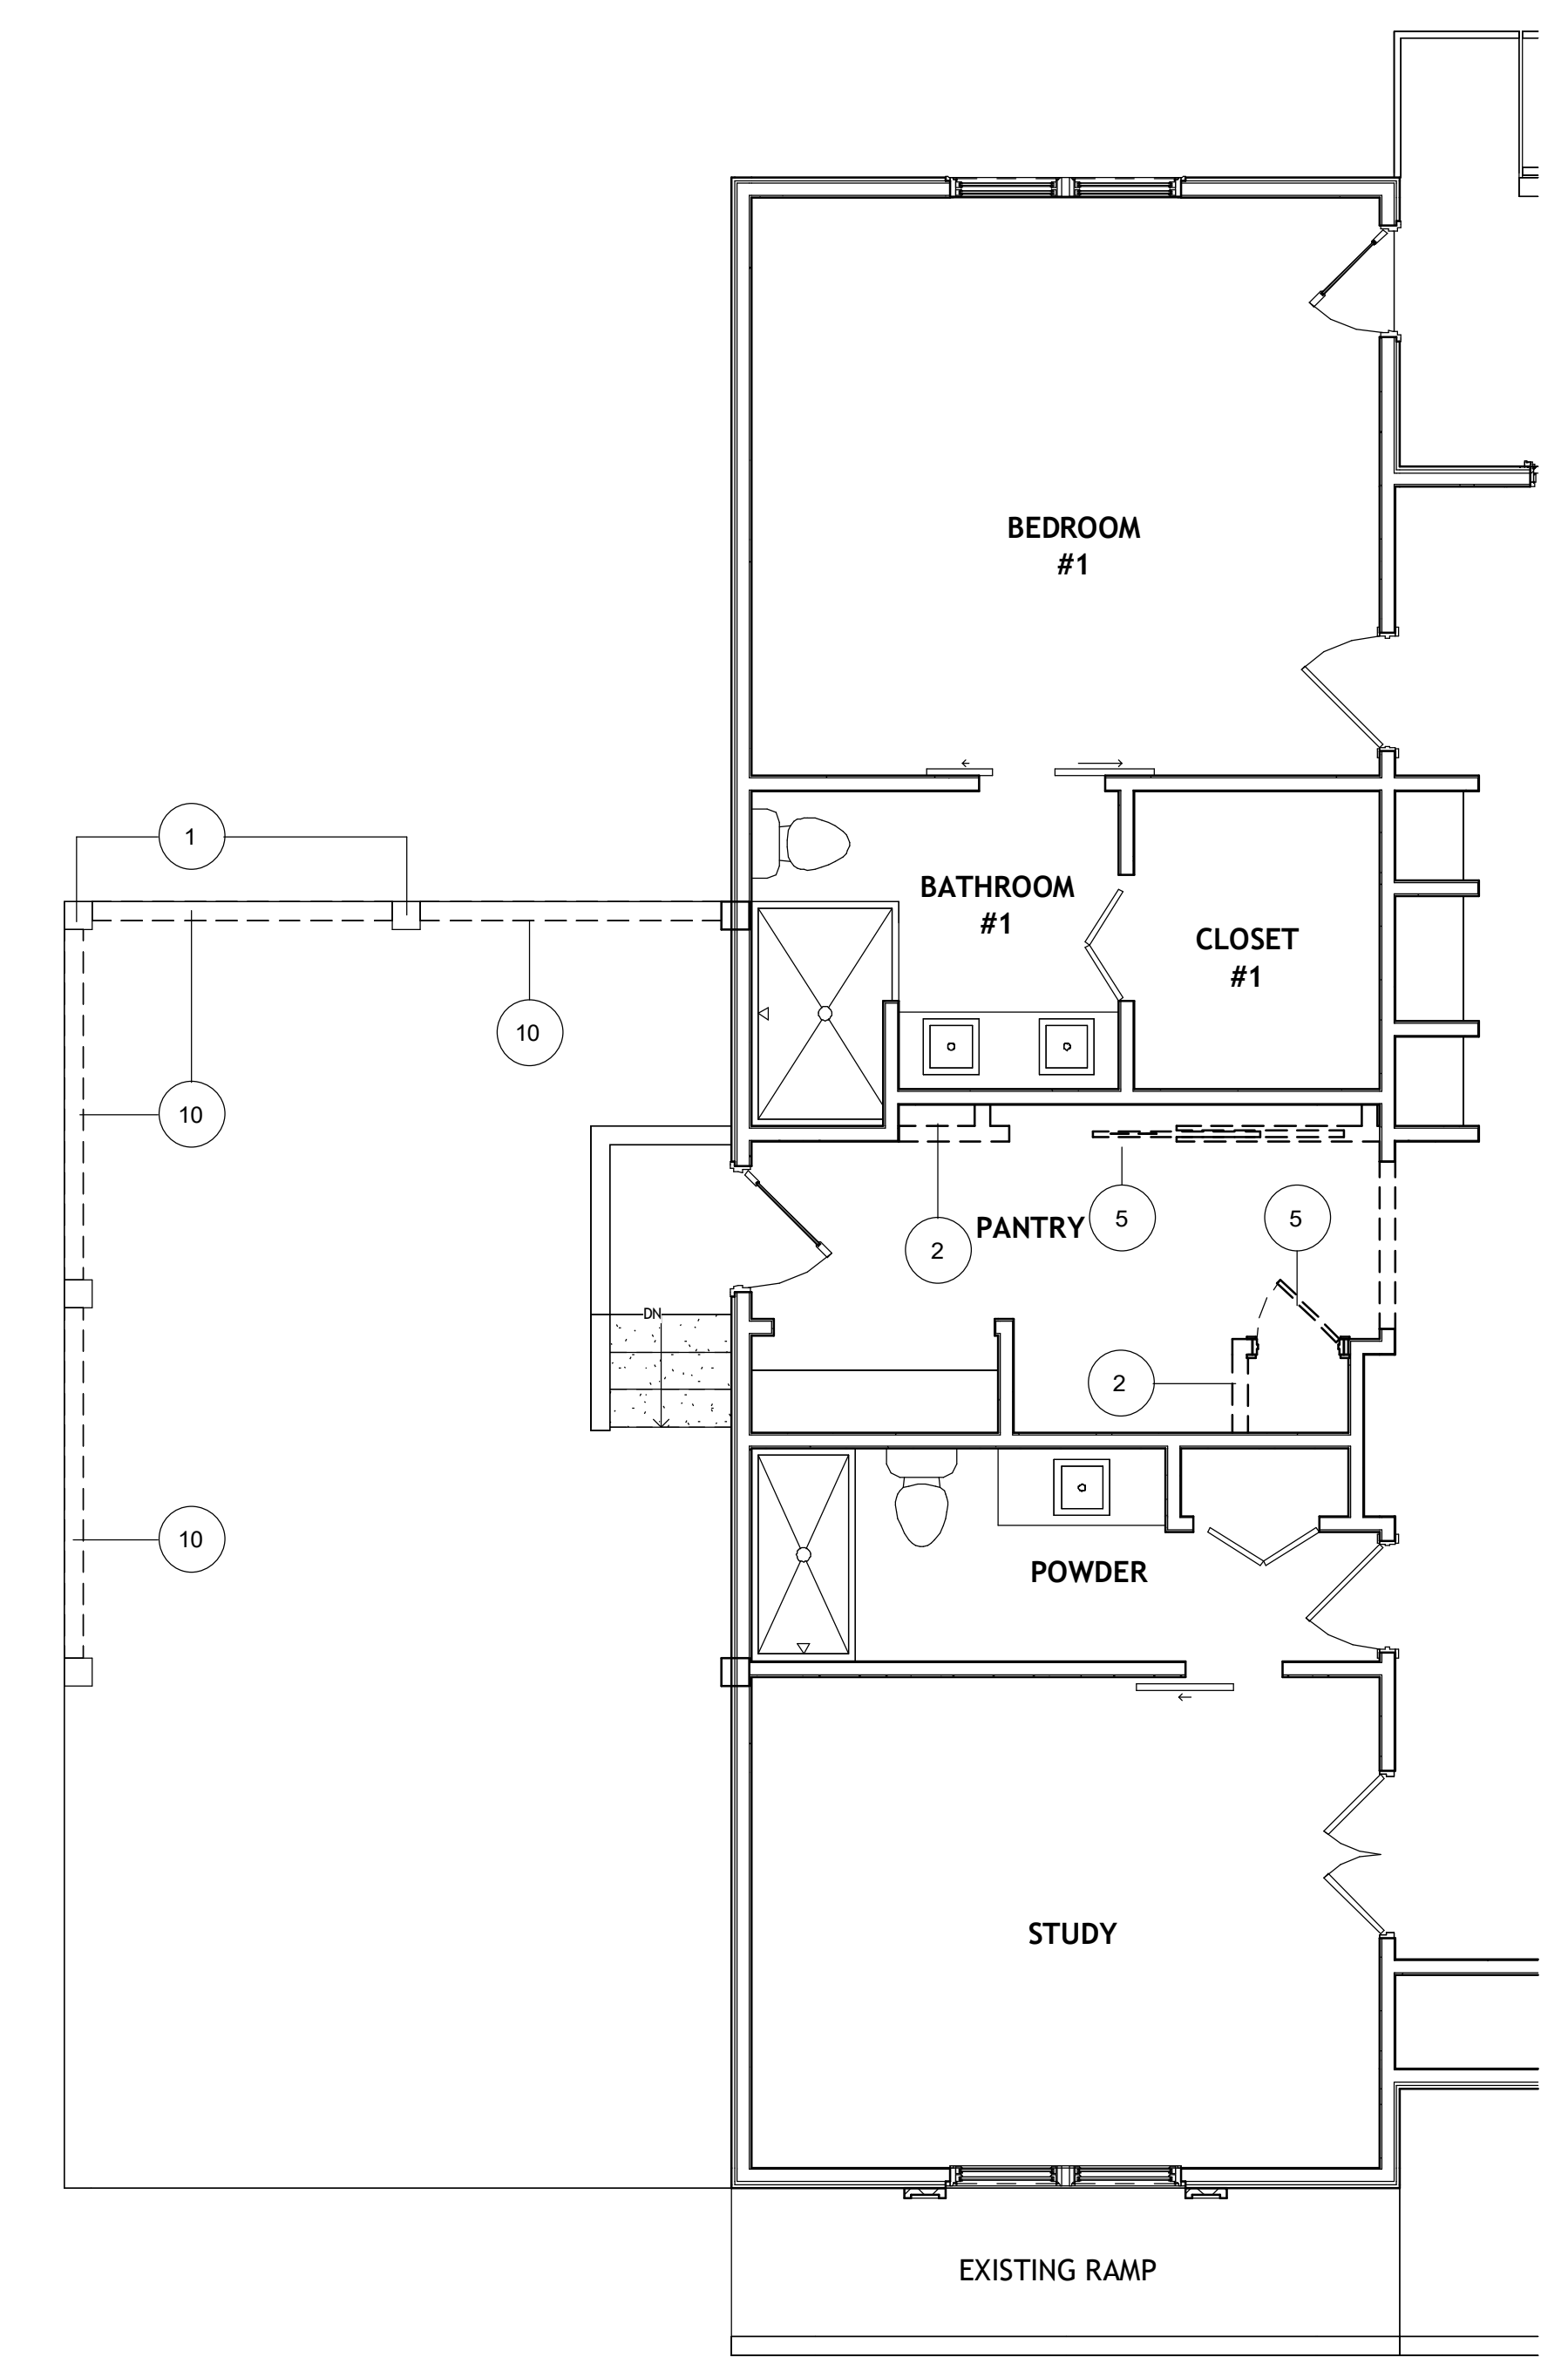 BEDROOM
#1
1
BATHROOM
#1
CLOSET
#1
10
10
PANTRY
5
5
2
DN
2
10
POWDER
STUDY
EXISTING RAMP